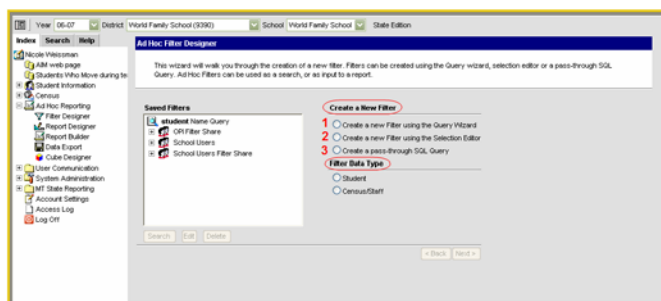 Year 06-07 District World Family School (9390) School World Family School State Edition
Index Search Help
Nicole Weissman
AIM web page
Students Who Move during te
Student Information
Census
Ad Hoc Reporting
Filter Designer
Report Designer
Report Builder
Data Export
Cube Designer
User Communication
System Administration
MT State Reporting
Account Settings
Access Log
Log Off
Ad Hoc Filter Designer
This wizard will walk you through the creation of a new filter. Filters can be created using the Query wizard, selection editor or a pass-through SQL
Query. Ad Hoc Filters can be used as a search, or as input to a report.
Saved Filters
student Name Query
OPI Filter Share
School Users
School Users Filter Share
Search Edit Delete
Create a New Filter
1 Create a new Filter using the Query Wizard
2 Create a new Filter using the Selection Editor
3 Create a pass-through SQL Query
Filter Data Type
Student
Census/Staff
< Back Next >